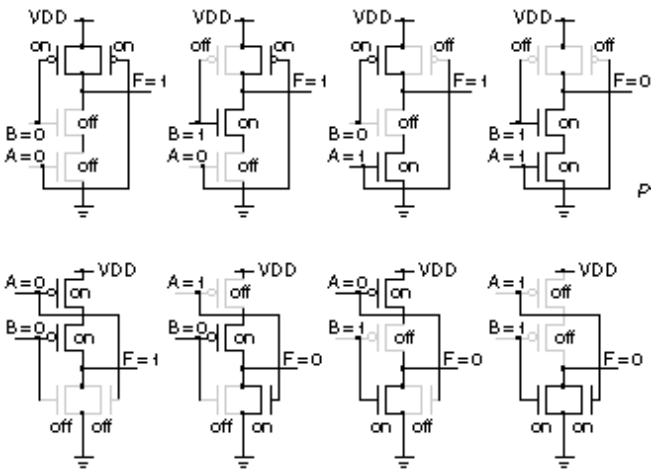 VDD VDD VDD VDD
on on off on on off off off
F=1 F=1 F=1 F=0
off on off on
B=0 B=1 B=0 B=1
A=0 A=0 A=1 A=1
off off on on
P
VDD VDD VDD VDD
A=0 A=1 A=0 A=1
on off on off
B=0 B=0 B=1 B=1
on on off off
F=1 F=0 F=0 F=0
off off off on on off on on